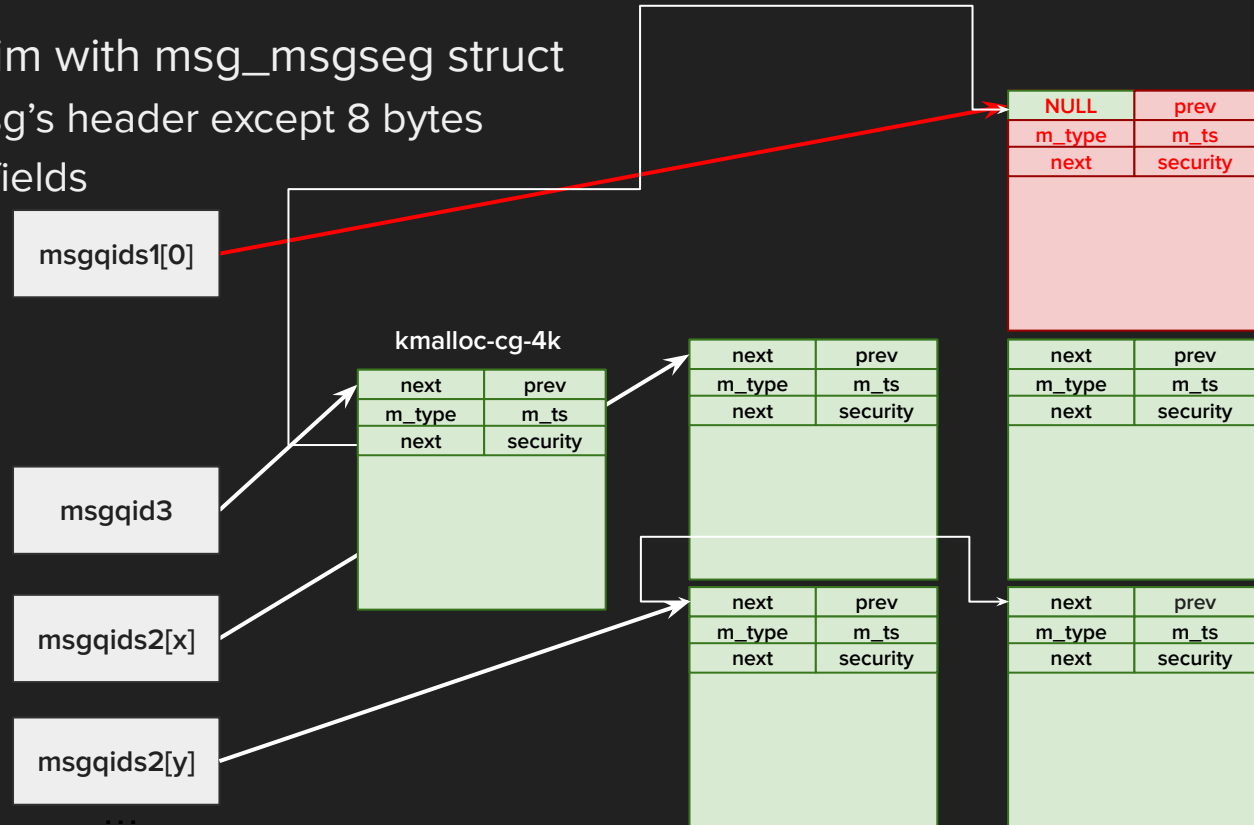 im with msg_msgseg struct
sg's header except 8 bytes
fields
msgqids1[0]
NULL prev
m_type m_ts
next security
kmalloc-cg-4k
next prev
m_type m_ts
next security
next prev
m_type m_ts
next security
next prev
m_type m_ts
next security
msgqid3
msgqids2[x]
next prev
m_type m_ts
next security
next prev
m_type m_ts
next security
msgqids2[y]
...